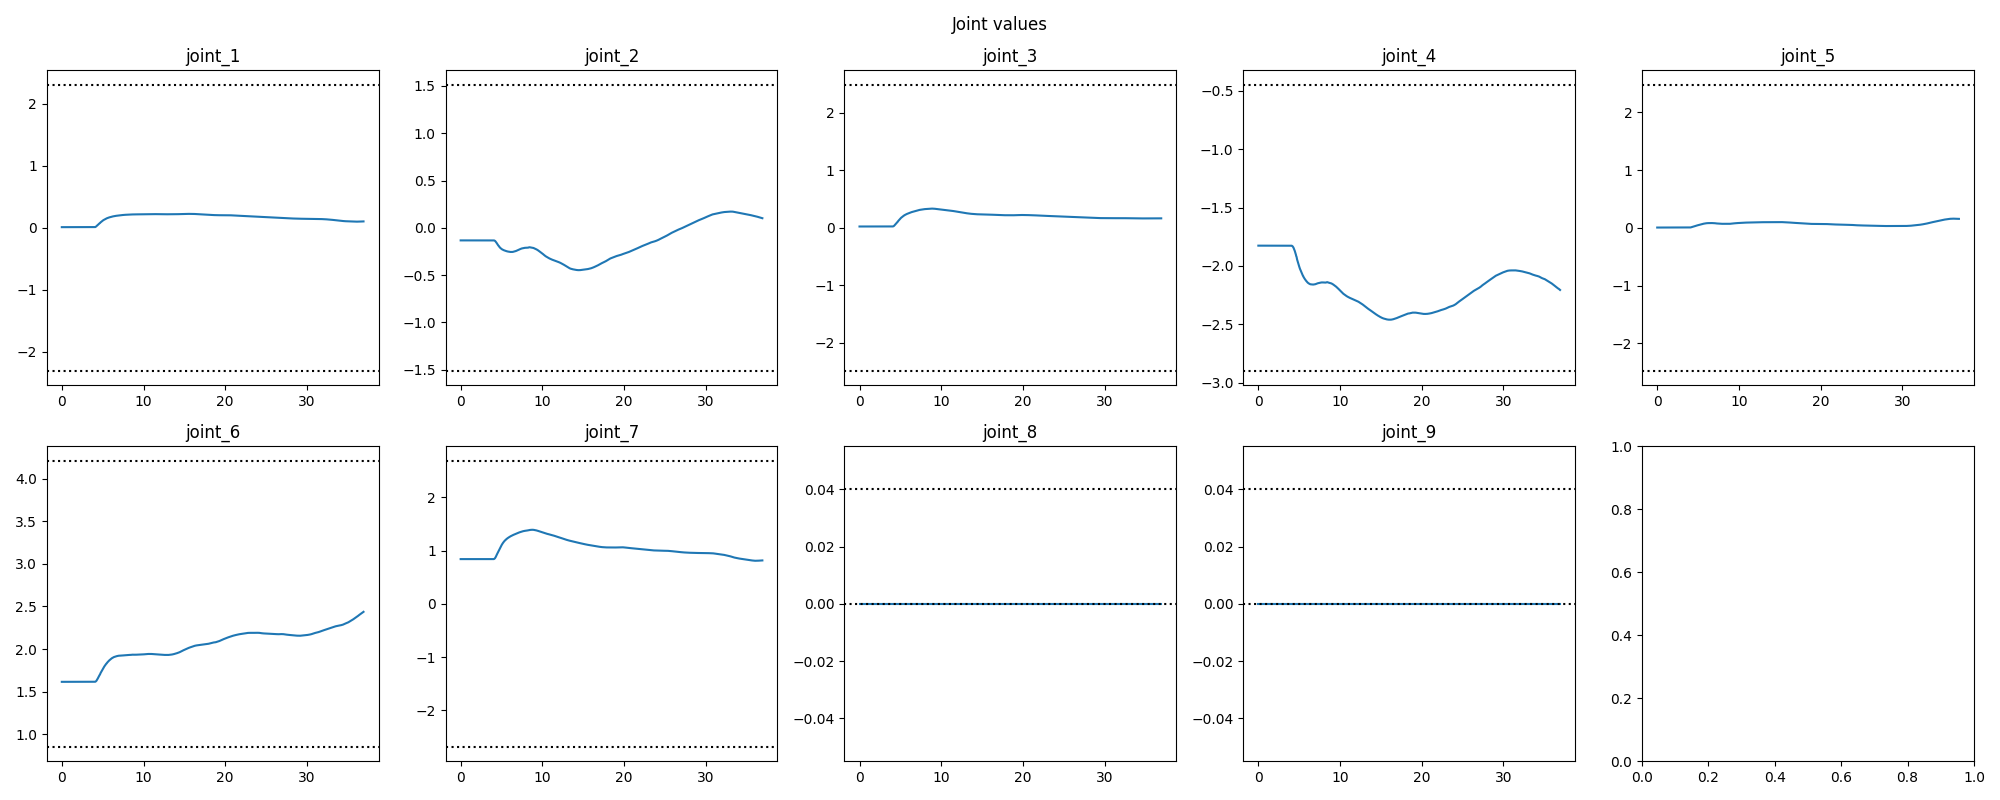 Joint values
joint_1 joint_2 joint_3 joint_4 joint_5
2 1 0 −1 −2
0 10 20 30
1.5 1.0 0.5 0.0 −0.5 −1.0 −1.5
0 10 20 30
2 1 0 −1 −2
0 10 20 30
−0.5 −1.0 −1.5 −2.0 −2.5 −3.0
0 10 20 30
2 1 0 −1 −2
0 10 20 30
joint_6 joint_7 joint_8 joint_9
4.0 3.5 3.0 2.5 2.0 1.5 1.0
0 10 20 30
2 1 0 −1 −2
0 10 20 30
0.04 0.02 0.00 −0.02 −0.04
0 10 20 30
0.04 0.02 0.00 −0.02 −0.04
0 10 20 30
1.0 0.8 0.6 0.4 0.2 0.0
0.0 0.2 0.4 0.6 0.8 1.0